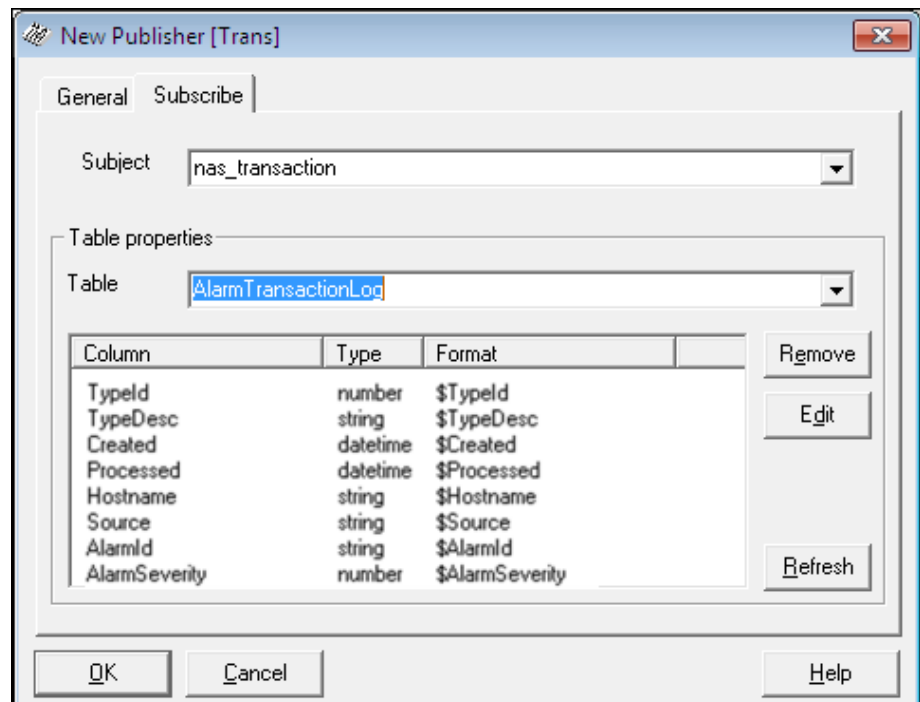 New Publisher [Trans]
General Subscribe
Subject nas_transaction
Table properties
Table AlarmTransactionLog
Column Type Format
Remove
TypeId number $TypeId
TypeDesc string $TypeDesc
Edit
Created datetime $Created
Processed datetime $Processed
Hostname string $Hostname
Source string $Source
AlarmId string $AlarmId
Refresh
AlarmSeverity number $AlarmSeverity
OK Cancel Help